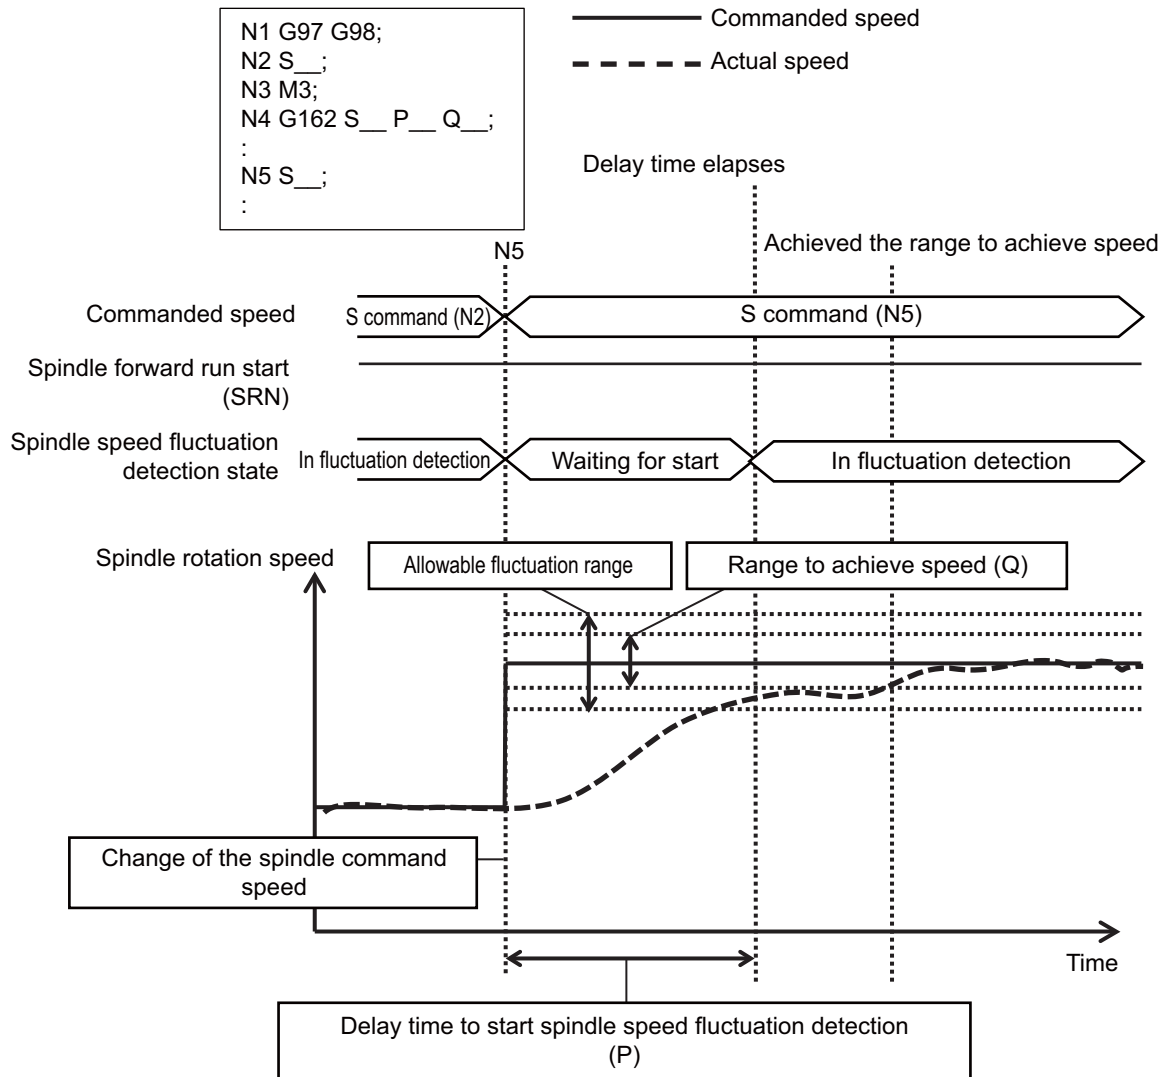 N1 G97 G98;
N2 S__;
N3 M3;
N4 G162 S__ P__ Q__;
:
N5 S__;
:
Commanded speed
Actual speed
Delay time elapses
Achieved the range to achieve speed
N5
Commanded speed
S command (N2)
S command (N5)
Spindle forward run start
(SRN)
Spindle speed fluctuation
detection state
In fluctuation detection
Waiting for start
In fluctuation detection
Spindle rotation speed
Allowable fluctuation range
Range to achieve speed (Q)
Change of the spindle command
speed
Time
Delay time to start spindle speed fluctuation detection
(P)